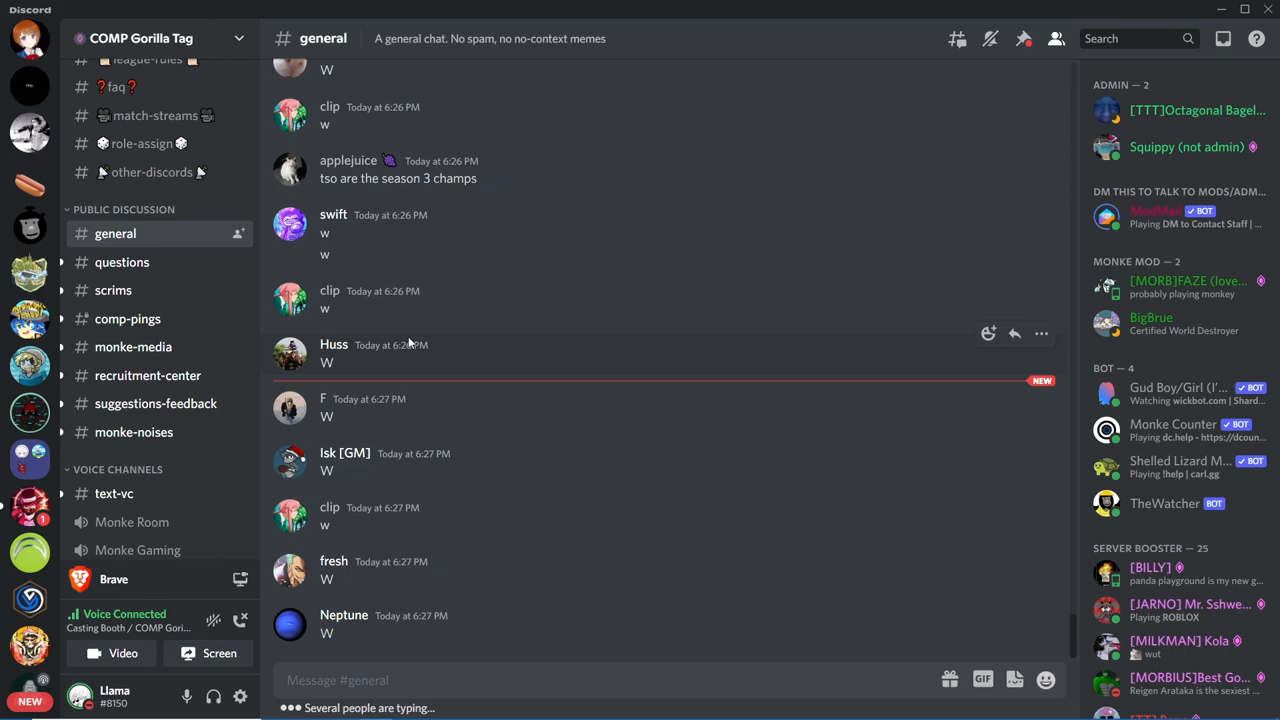 Discord
COMP Gorilla Tag
general
A general chat. No spam, no no-context memes
Search
league-rules
❓faq❓
match-streams
role-assign
other-discords
PUBLIC DISCUSSION
general
questions
scrims
comp-pings
monke-media
recruitment-center
suggestions-feedback
monke-noises
VOICE CHANNELS
text-vc
Monke Room
Monke Gaming
Brave
Voice Connected
Casting Booth / COMP Gori...
Video
Screen
Llama
#8150
NEW
W
clip Today at 6:26 PM
w
applejuice 🍇 Today at 6:26 PM
tso are the season 3 champs
swift Today at 6:26 PM
w
w
clip Today at 6:26 PM
w
Huss Today at 6:26 PM
W
NEW
F Today at 6:27 PM
W
lsk [GM] Today at 6:27 PM
W
clip Today at 6:27 PM
w
fresh Today at 6:27 PM
W
Neptune Today at 6:27 PM
W
Message #general
GIF
Several people are typing...
ADMIN — 2
[TTT]Octagonal Bagel...
Squippy (not admin)
DM THIS TO TALK TO MODS/ADM...
ModMail ✓ BOT
Playing DM to Contact Staff | ...
MONKE MOD — 2
[MORB]FAZE (love...
probably playing monkey
BigBrue
Certified World Destroyer
BOT — 4
Gud Boy/Girl (I'... ✓ BOT
Watching wickbot.com | Shard...
Monke Counter ✓ BOT
Playing dc.help - https://dcoun...
Shelled Lizard M... ✓ BOT
Playing !help | carl.gg
TheWatcher BOT
SERVER BOOSTER — 25
[BILLY]
panda playground is my new g...
[JARNO] Mr. Sshwe...
Playing ROBLOX
[MILKMAN] Kola
wut
[MORBIUS]Best Go...
Reigen Arataka is the sexiest ...